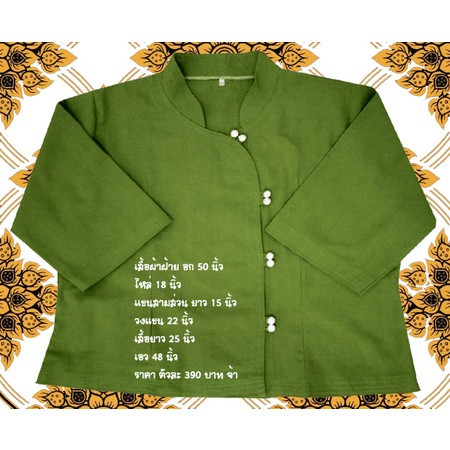 เสื้อผ้าฝ้าย อก 50 นิ้ว
ไหล่ 18 นิ้ว
แขนสามส่วน ยาว 15 นิ้ว
วงแขน 22 นิ้ว
เสื้อยาว 25 นิ้ว
เอว 48 นิ้ว
ราคา ตัวละ 390 บาท จ้า